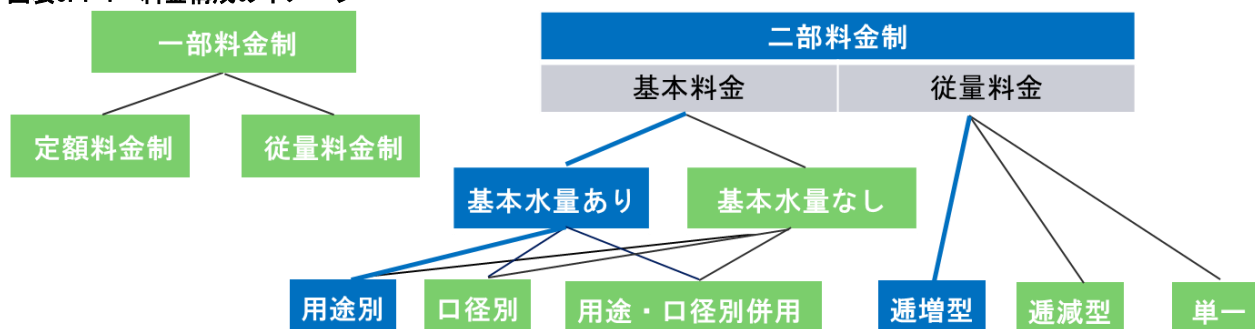 一部料金制
二部料金制
基本料金
従量料金
定額料金制
従量料金制
基本水量あり
基本水量なし
用途別
口径別
用途・口径別併用
逓増型
逓減型
単一